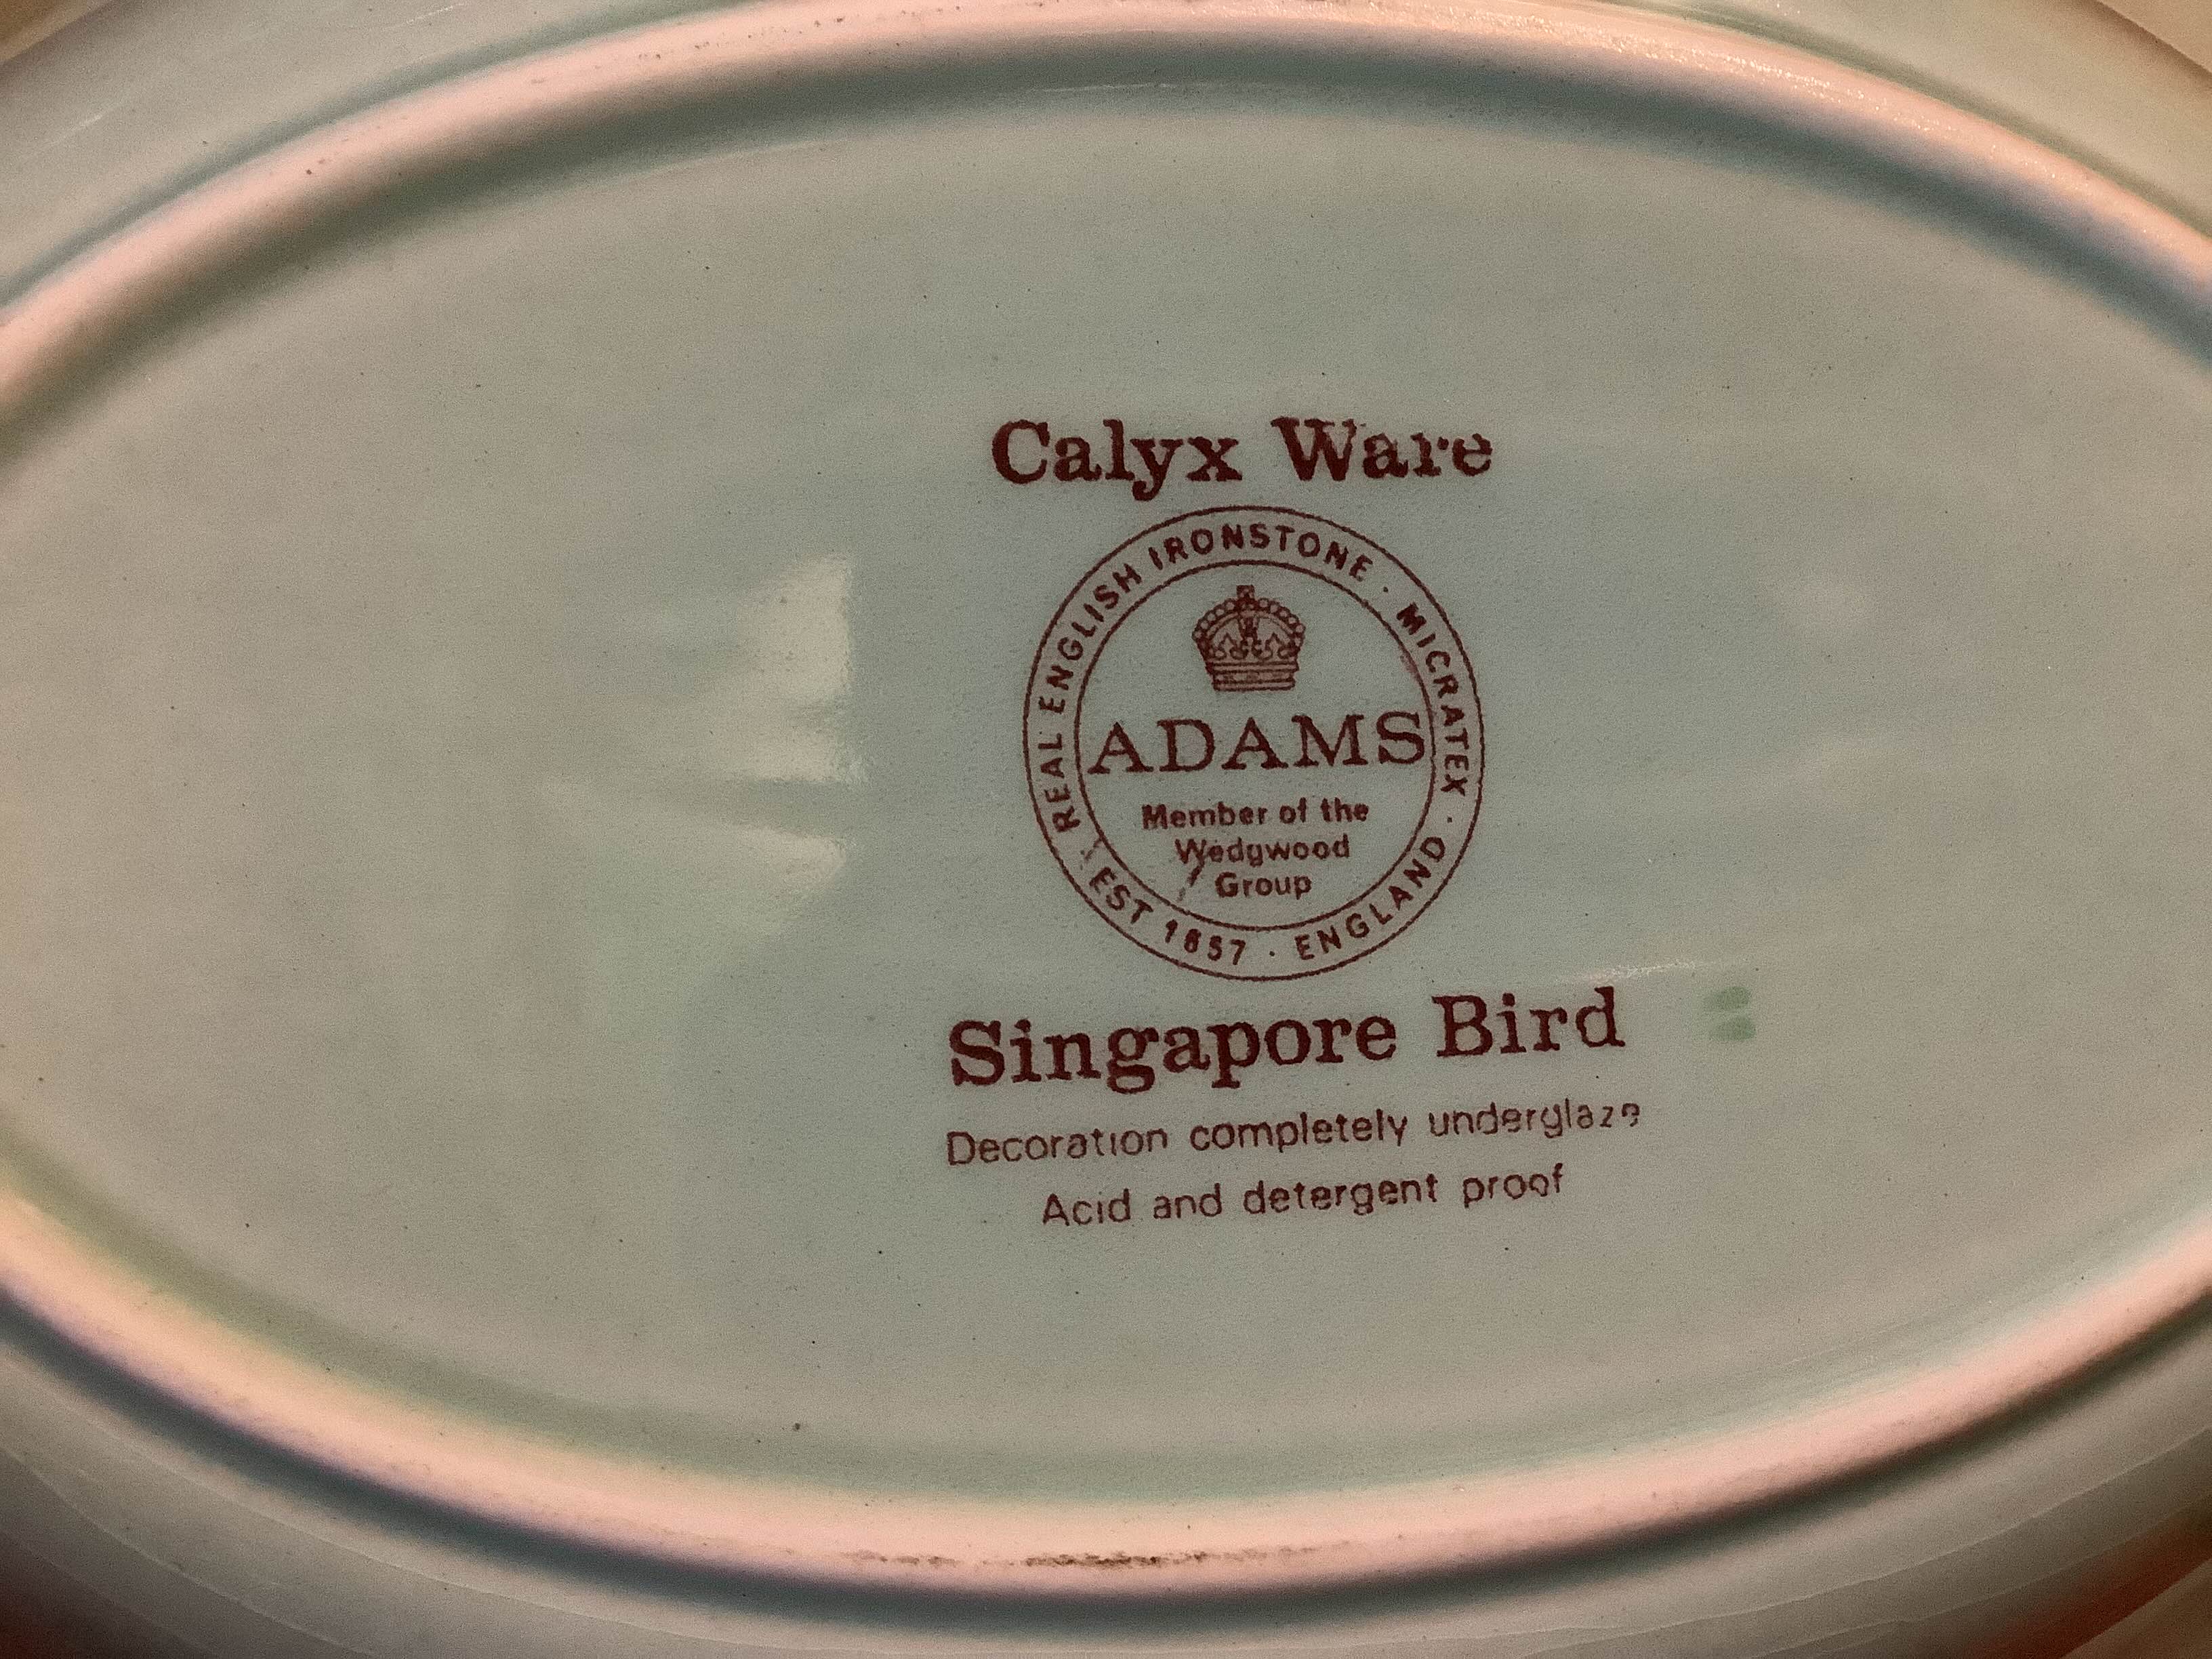 Calyx Ware
REAL ENGLISH IRONSTONE · MICRATEX ·
ADAMS
Member of the
Wedgwood
Group
EST 1657 · ENGLAND
Singapore Bird
Decoration completely underglaze
Acid and detergent proof